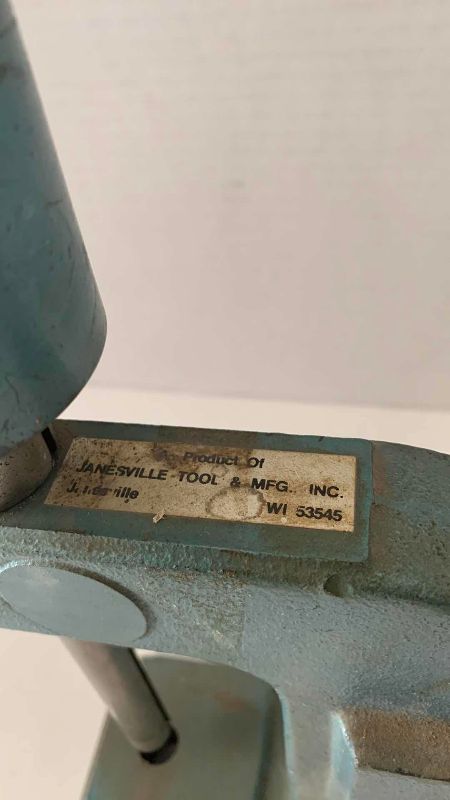 A Product Of
JANESVILLE TOOL & MFG., INC.
WI 53545